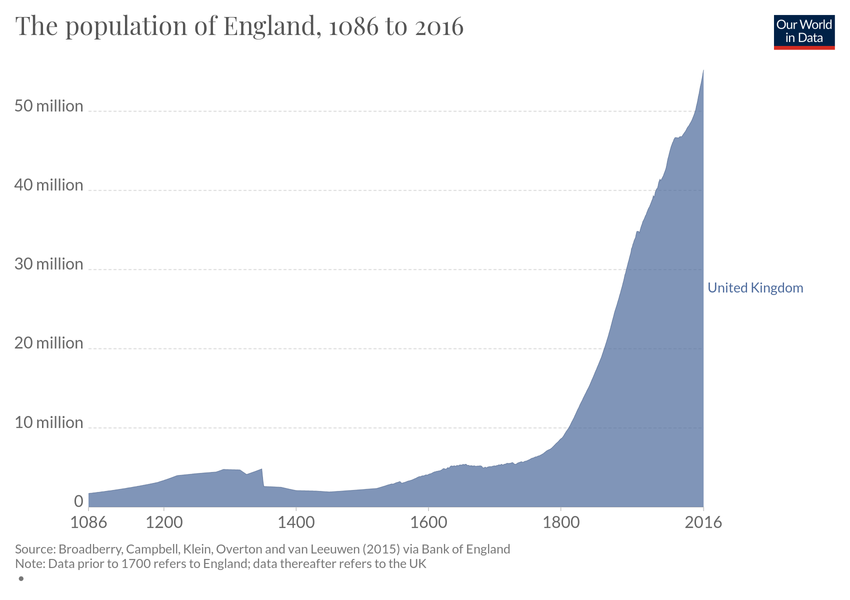 The population of England, 1086 to 2016
Our World
in Data
50 million
40 million
30 million
20 million
10 million
0
United Kingdom
1086
1200
1400
1600
1800
2016
Source: Broadberry, Campbell, Klein, Overton and van Leeuwen (2015) via Bank of England
Note: Data prior to 1700 refers to England; data thereafter refers to the UK
•